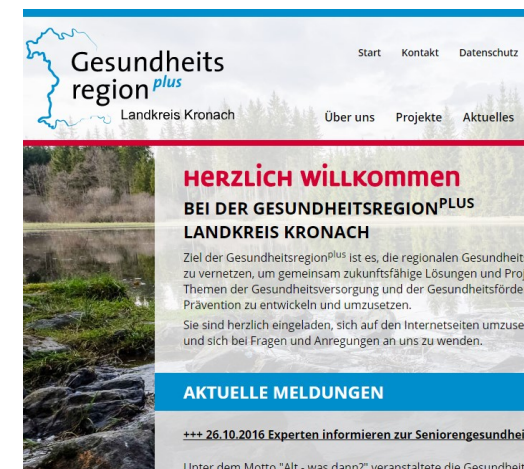 Gesundheits
region plus
Landkreis Kronach
Start Kontakt Datenschutz
Über uns Projekte Aktuelles
Herzlich willkommen
BEI DER GESUNDHEITSREGIONPLUS
LANDKREIS KRONACH
Ziel der Gesundheitsregionplus ist es, die regionalen Gesundheit
zu vernetzen, um gemeinsam zukunftsfähige Lösungen und Pro
Themen der Gesundheitsversorgung und der Gesundheitsförde
Prävention zu entwickeln und umzusetzen.
Sie sind herzlich eingeladen, sich auf den Internetseiten umzuse
und sich bei Fragen und Anregungen an uns zu wenden.
AKTUELLE MELDUNGEN
+++ 26.10.2016 Experten informieren zur Seniorengesundhei
Unter dem Motto "Alt - was dann?" veranstaltete die Gesundheit